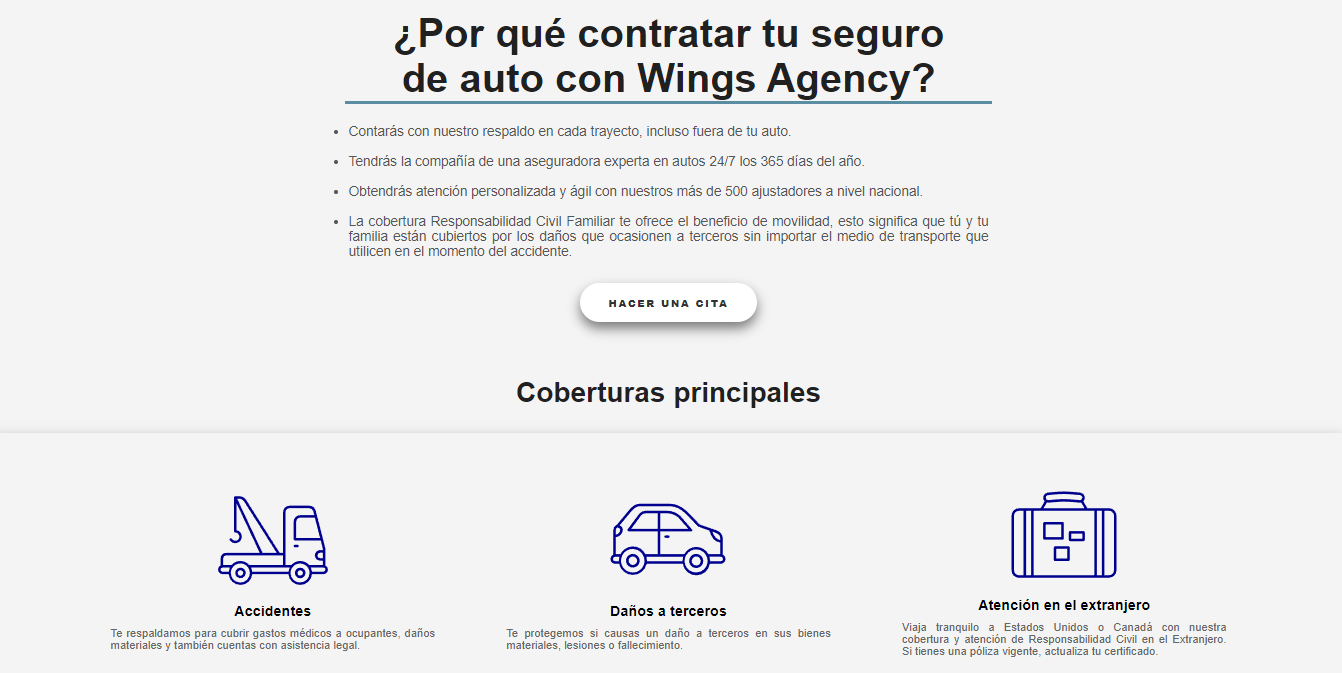 ¿Por qué contratar tu seguro
de auto con Wings Agency?
Contarás con nuestro respaldo en cada trayecto, incluso fuera de tu auto.
Tendrás la compañía de una aseguradora experta en autos 24/7 los 365 días del año.
Obtendrás atención personalizada y ágil con nuestros más de 500 ajustadores a nivel nacional.
La cobertura Responsabilidad Civil Familiar te ofrece el beneficio de movilidad, esto significa que tú y tu
familia están cubiertos por los daños que ocasionen a terceros sin importar el medio de transporte que
utilicen en el momento del accidente.
HACER UNA CITA
Coberturas principales
Accidentes
Te respaldamos para cubrir gastos médicos a ocupantes, daños
materiales y también cuentas con asistencia legal.
Daños a terceros
Te protegemos si causas un daño a terceros en sus bienes
materiales, lesiones o fallecimiento.
Atención en el extranjero
Viaja tranquilo a Estados Unidos o Canadá con nuestra
cobertura y atención de Responsabilidad Civil en el Extranjero.
Si tienes una póliza vigente, actualiza tu certificado.